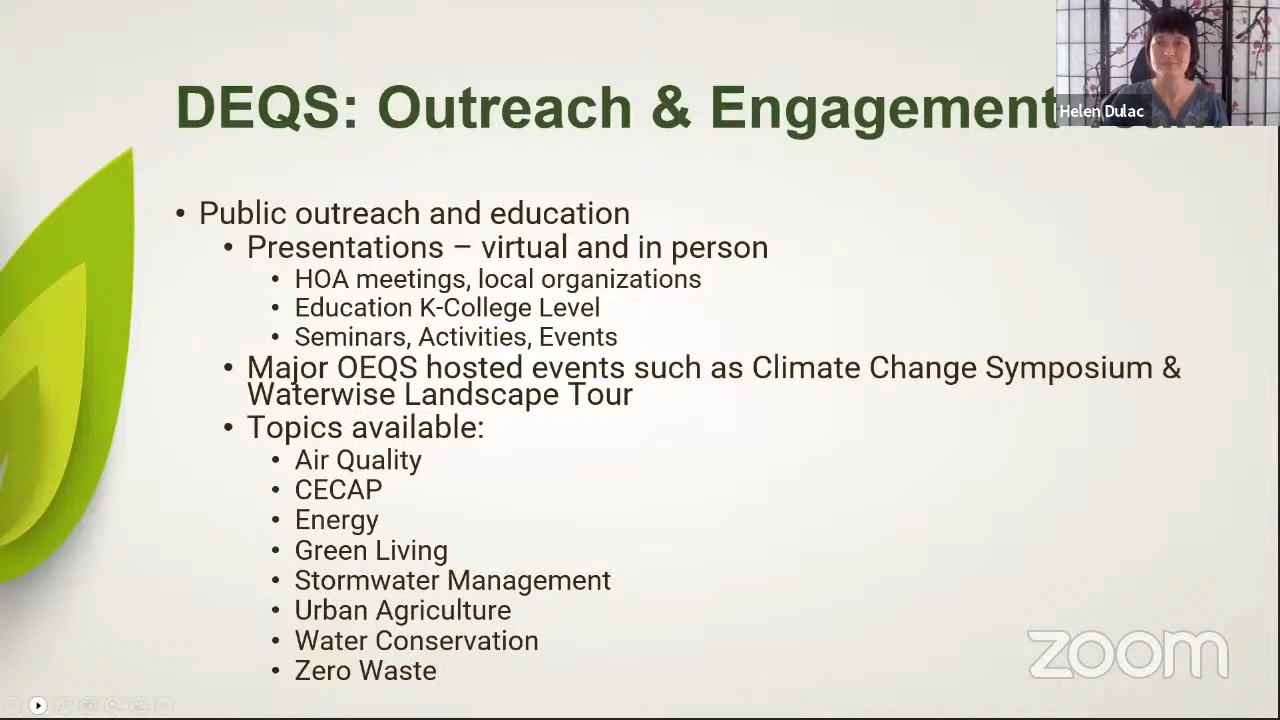 DEQS: Outreach & Engagement
Helen Dulac
• Public outreach and education
• Presentations – virtual and in person
• HOA meetings, local organizations
• Education K-College Level
• Seminars, Activities, Events
• Major OEQS hosted events such as Climate Change Symposium &
Waterwise Landscape Tour
• Topics available:
• Air Quality
• CECAP
• Energy
• Green Living
• Stormwater Management
• Urban Agriculture
• Water Conservation
• Zero Waste
zoom